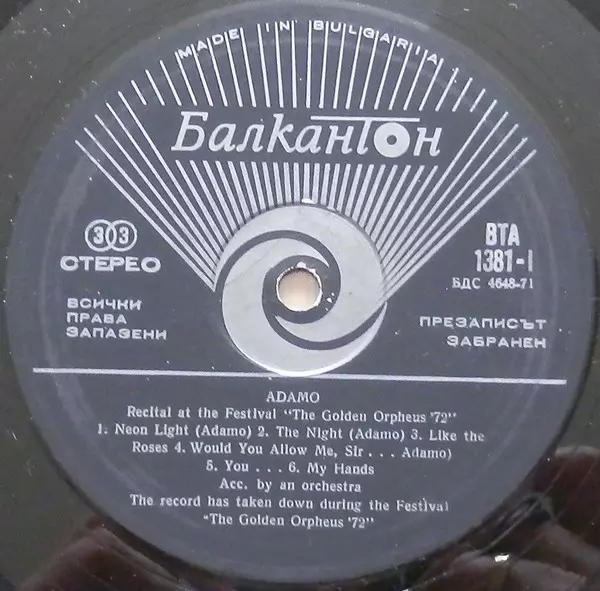 MADE IN BULGARIA
Балкантон
33
СТЕРЕО
ВСИЧКИ
ПРАВА
ЗАПАЗЕНИ
ВТА
1381-I
БДС 4648-71
ПРЕЗАПИСЪТ
ЗАБРАНЕН
ADAMO
Recital at the Festival "The Golden Orpheus '72"
1. Neon Light (Adamo) 2. The Night (Adamo) 3. Like the
Roses 4. Would You Allow Me, Sir . . . Adamo)
5. You . . . 6. My Hands
Acc. by an orchestra
The record has taken down during the Festival
"The Golden Orpheus '72"